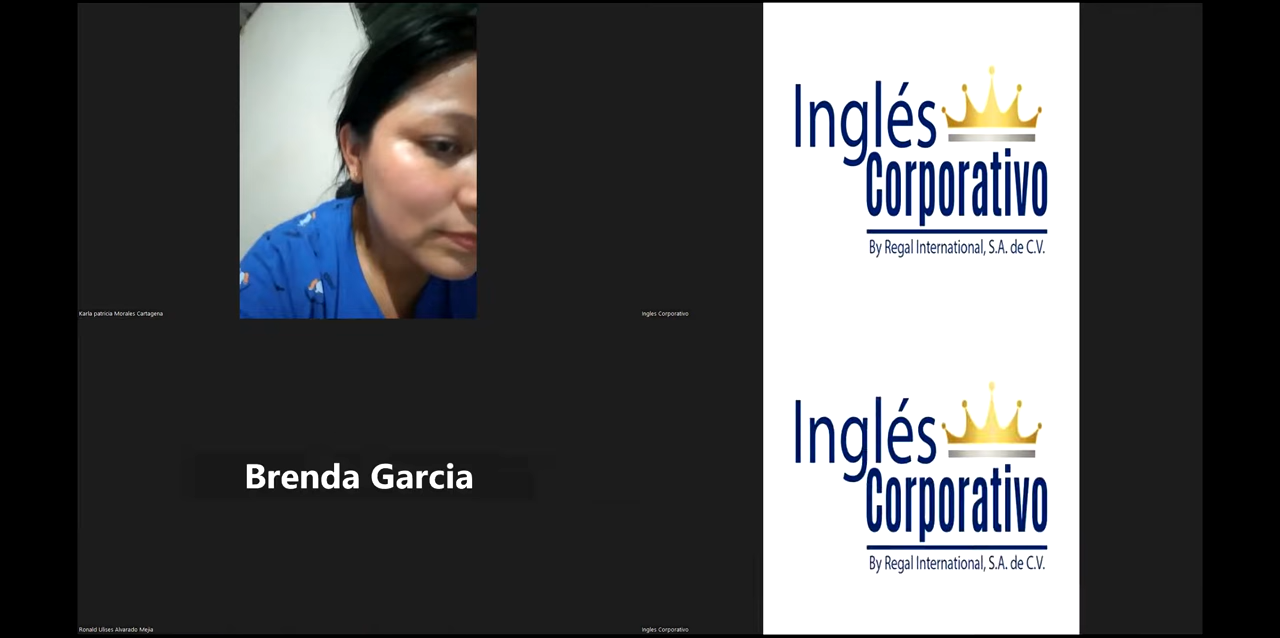 Inglés
Corporativo
By Regal International, S.A. de C.V.
Karla patricia Morales Cartagena
Ingles Corporativo
Brenda Garcia
Inglés
Corporativo
By Regal International, S.A. de C.V.
Ronald Ulises Alvarado Mejia
Ingles Corporativo